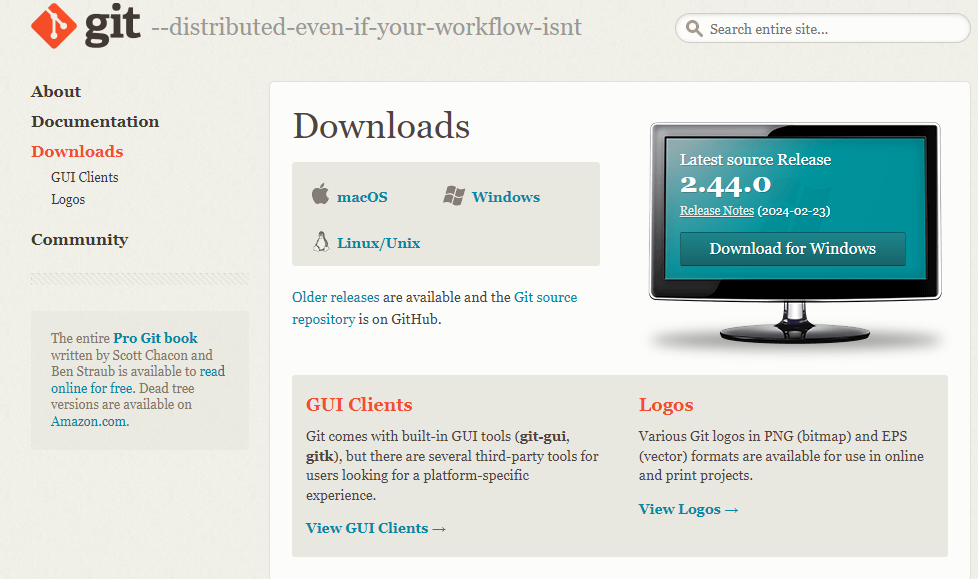 git --distributed-even-if-your-workflow-isnt
Search entire site...
About
Documentation
Downloads
GUI Clients
Logos
Community
The entire Pro Git book
written by Scott Chacon and
Ben Straub is available to read
online for free. Dead tree
versions are available on
Amazon.com.
Downloads
macOS
Windows
Linux/Unix
Older releases are available and the Git source
repository is on GitHub.
Latest source Release
2.44.0
Release Notes (2024-02-23)
Download for Windows
GUI Clients
Git comes with built-in GUI tools (git-gui,
gitk), but there are several third-party tools for
users looking for a platform-specific
experience.
View GUI Clients →
Logos
Various Git logos in PNG (bitmap) and EPS
(vector) formats are available for use in online
and print projects.
View Logos →